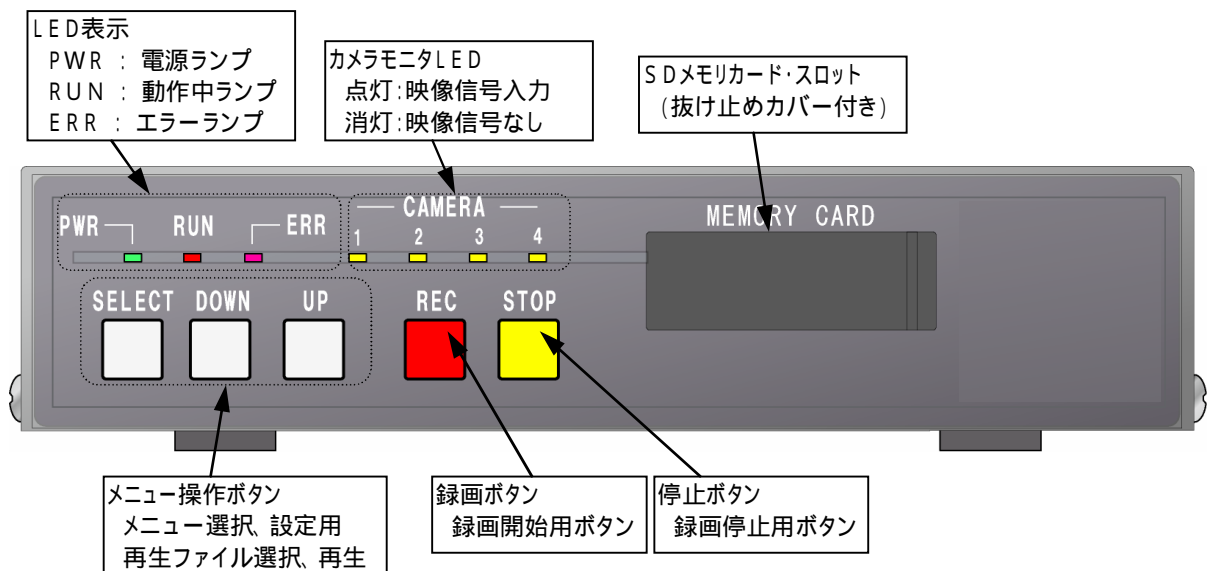 LED表示
PWR : 電源ランプ
RUN : 動作中ランプ
ERR : エラーランプ
カメラモニタLED
点灯:映像信号入力
消灯:映像信号なし
SDメモリカード・スロット
(抜け止めカバー付き)
PWR RUN ERR
CAMERA
1 2 3 4
MEMORY CARD
SELECT DOWN UP REC STOP
メニュー操作ボタン
メニュー選択、設定用
再生ファイル選択、再生
録画ボタン
録画開始用ボタン
停止ボタン
録画停止用ボタン